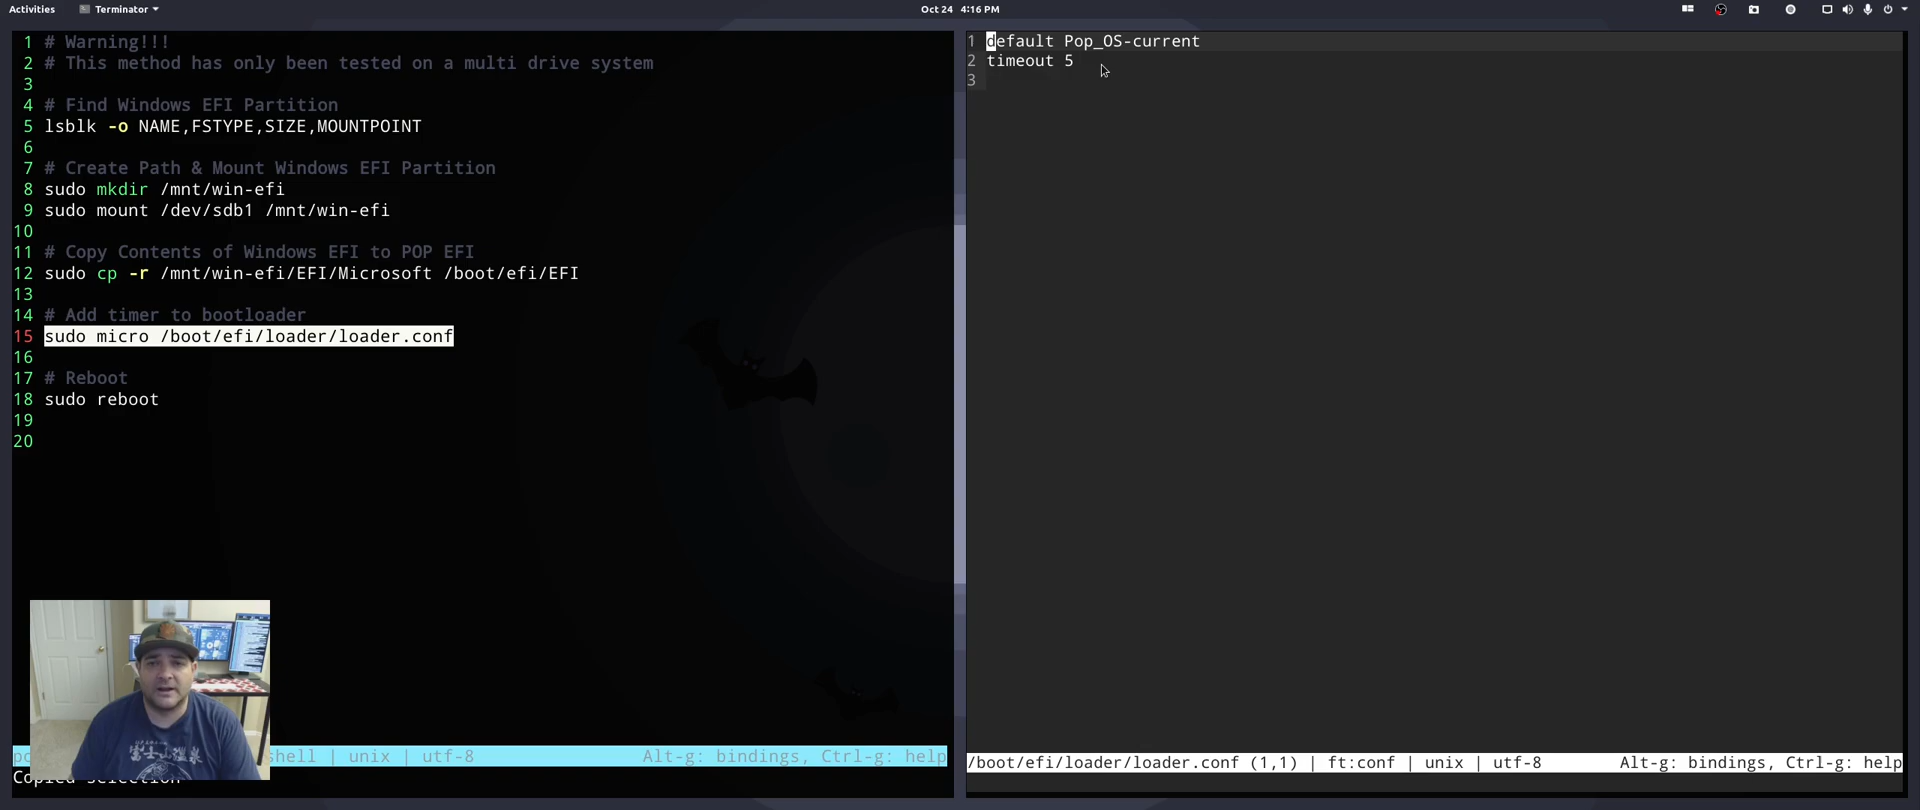 Activities
Terminator
Oct 24 4:16 PM
1 # Warning!!!
2 # This method has only been tested on a multi drive system
3
4 # Find Windows EFI Partition
5 lsblk -o NAME,FSTYPE,SIZE,MOUNTPOINT
6
7 # Create Path & Mount Windows EFI Partition
8 sudo mkdir /mnt/win-efi
9 sudo mount /dev/sdb1 /mnt/win-efi
10
11 # Copy Contents of Windows EFI to POP EFI
12 sudo cp -r /mnt/win-efi/EFI/Microsoft /boot/efi/EFI
13
14 # Add timer to bootloader
15 sudo micro /boot/efi/loader/loader.conf
16
17 # Reboot
18 sudo reboot
19
20
shell | unix | utf-8 Alt-g: bindings, Ctrl-g: help
Copied selection
1 default Pop_OS-current
2 timeout 5
3
/boot/efi/loader/loader.conf (1,1) | ft:conf | unix | utf-8 Alt-g: bindings, Ctrl-g: help